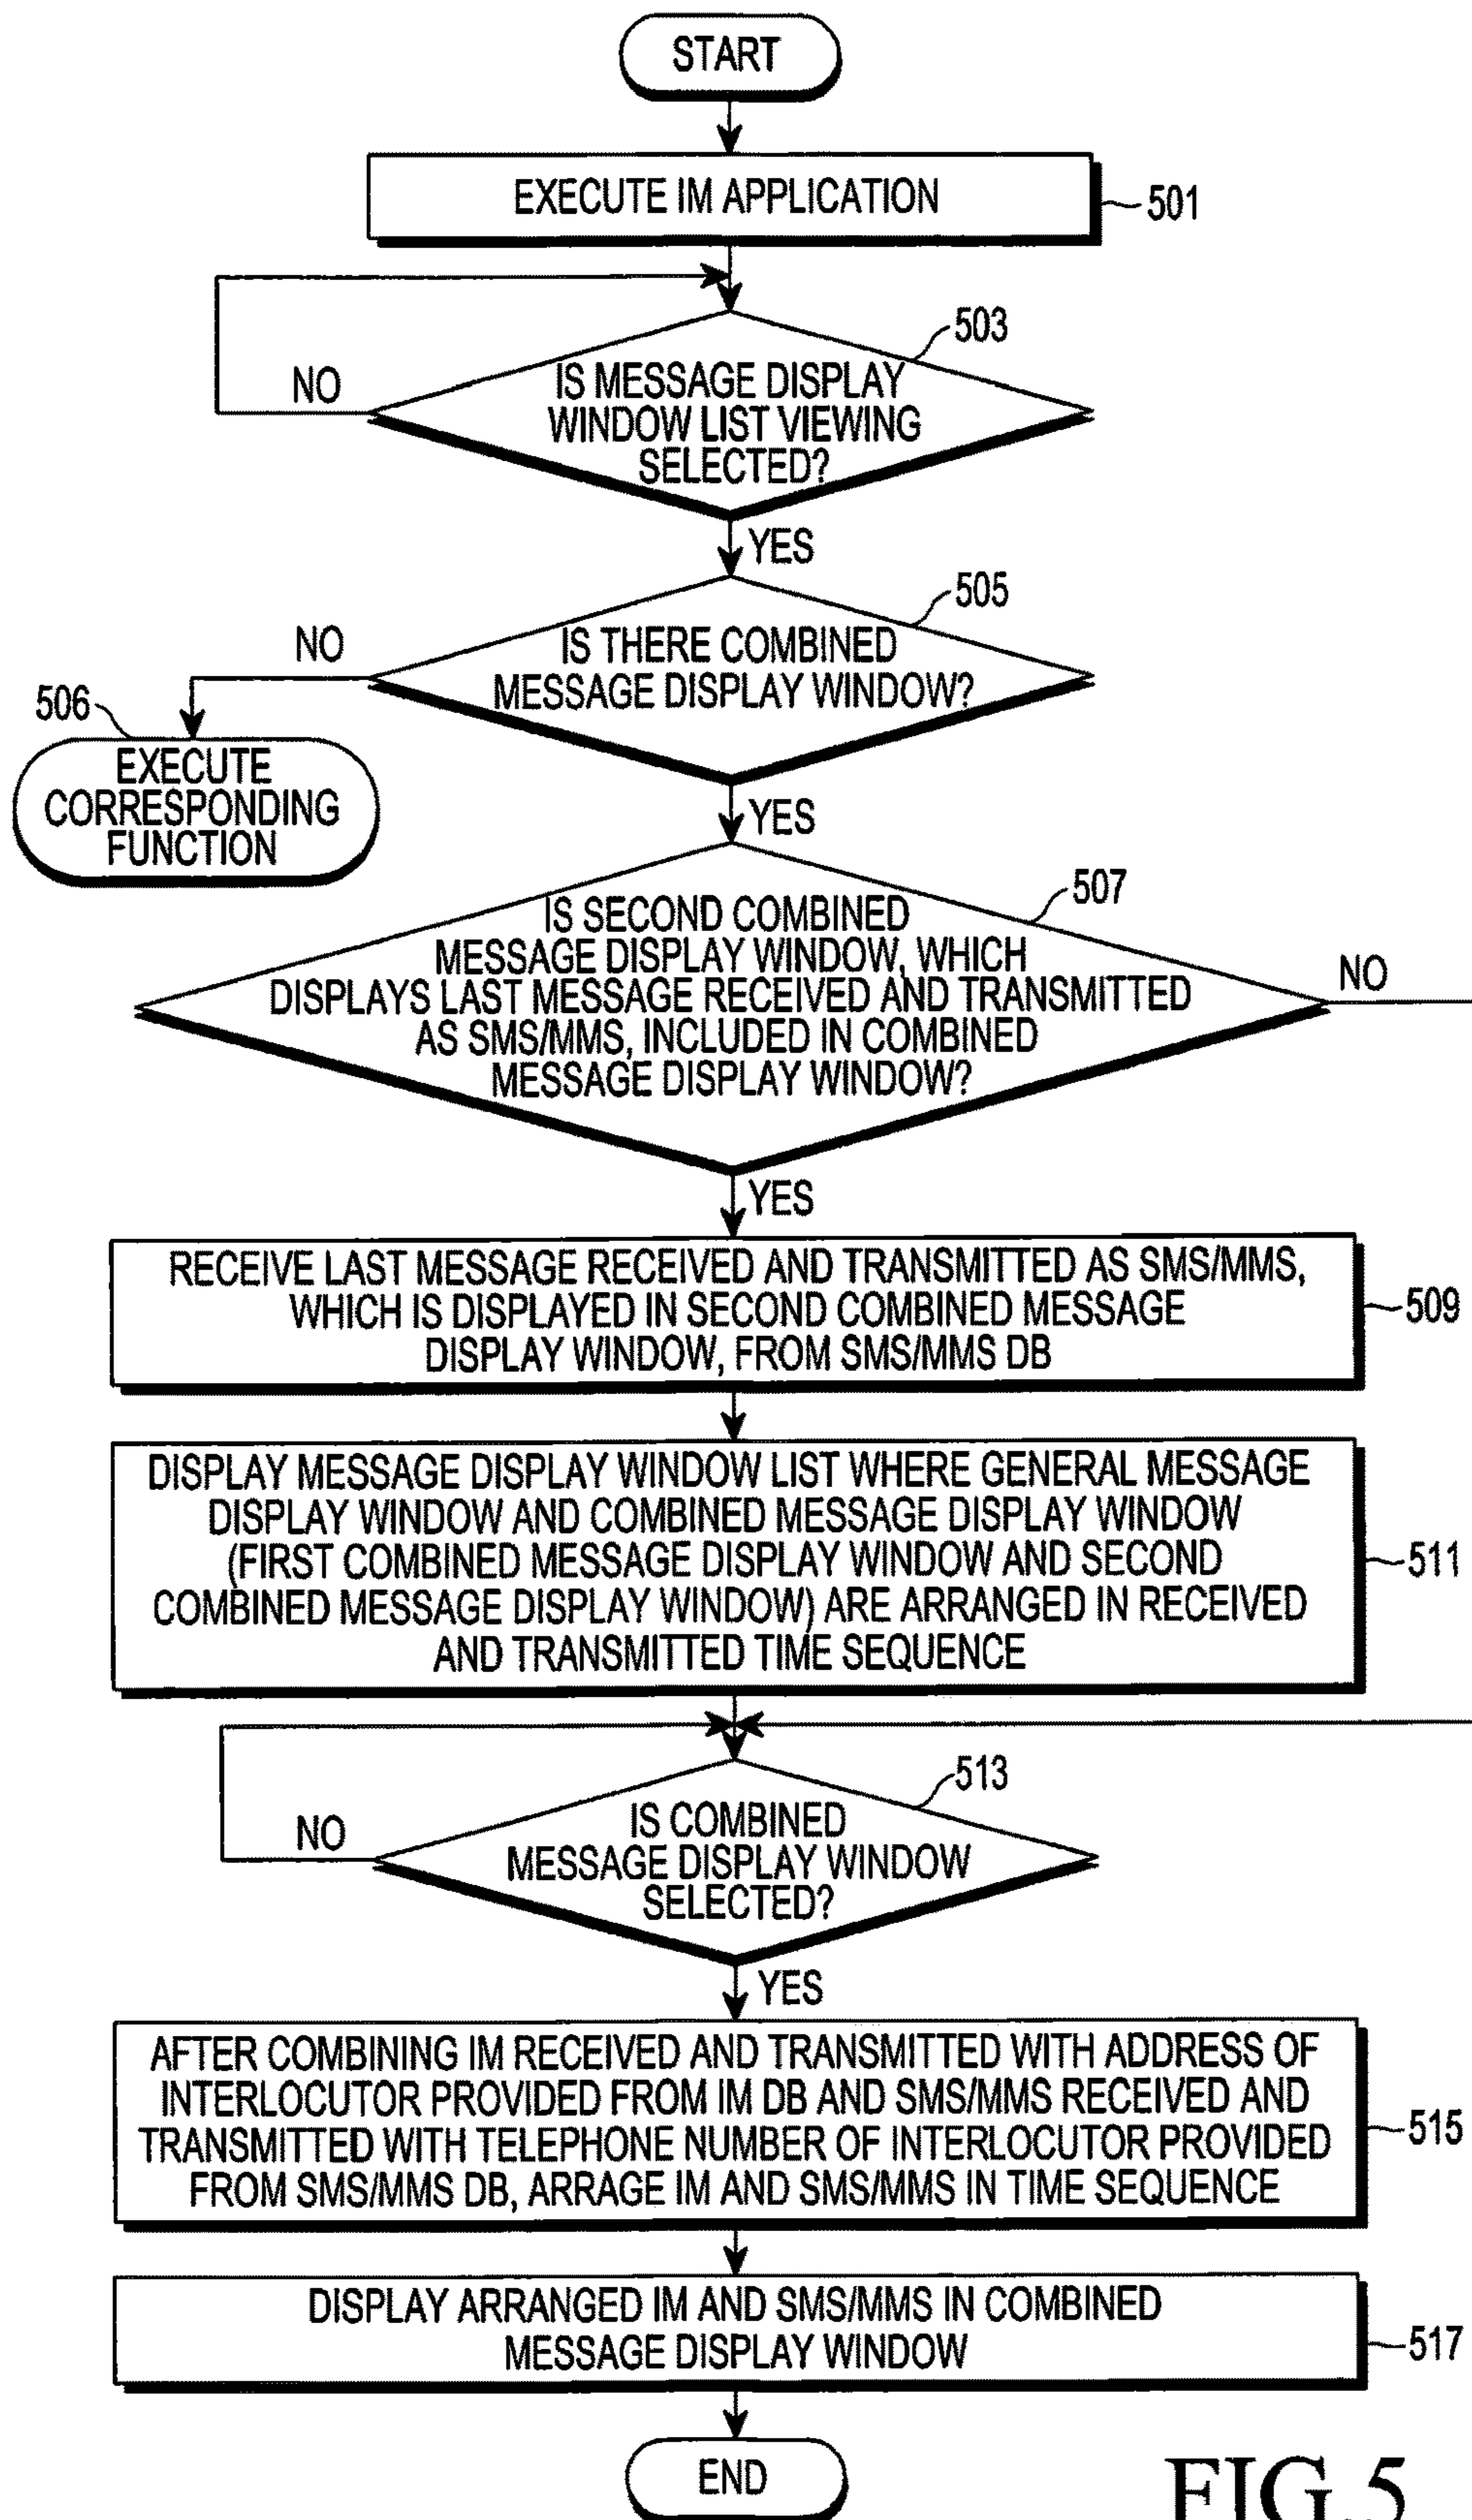 START
EXECUTE IM APPLICATION
501
503
IS MESSAGE DISPLAY
WINDOW LIST VIEWING
SELECTED?
NO
YES
505
IS THERE COMBINED
MESSAGE DISPLAY WINDOW?
NO
506
EXECUTE
CORRESPONDING
FUNCTION
YES
507
IS SECOND COMBINED
MESSAGE DISPLAY WINDOW, WHICH
DISPLAYS LAST MESSAGE RECEIVED AND TRANSMITTED
AS SMS/MMS, INCLUDED IN COMBINED
MESSAGE DISPLAY WINDOW?
NO
YES
RECEIVE LAST MESSAGE RECEIVED AND TRANSMITTED AS SMS/MMS,
WHICH IS DISPLAYED IN SECOND COMBINED MESSAGE
DISPLAY WINDOW, FROM SMS/MMS DB
509
DISPLAY MESSAGE DISPLAY WINDOW LIST WHERE GENERAL MESSAGE
DISPLAY WINDOW AND COMBINED MESSAGE DISPLAY WINDOW
(FIRST COMBINED MESSAGE DISPLAY WINDOW AND SECOND
COMBINED MESSAGE DISPLAY WINDOW) ARE ARRANGED IN RECEIVED
AND TRANSMITTED TIME SEQUENCE
511
513
IS COMBINED
MESSAGE DISPLAY WINDOW
SELECTED?
NO
YES
AFTER COMBINING IM RECEIVED AND TRANSMITTED WITH ADDRESS OF
INTERLOCUTOR PROVIDED FROM IM DB AND SMS/MMS RECEIVED AND
TRANSMITTED WITH TELEPHONE NUMBER OF INTERLOCUTOR PROVIDED
FROM SMS/MMS DB, ARRAGE IM AND SMS/MMS IN TIME SEQUENCE
515
DISPLAY ARRANGED IM AND SMS/MMS IN COMBINED
MESSAGE DISPLAY WINDOW
517
END
FIG.5